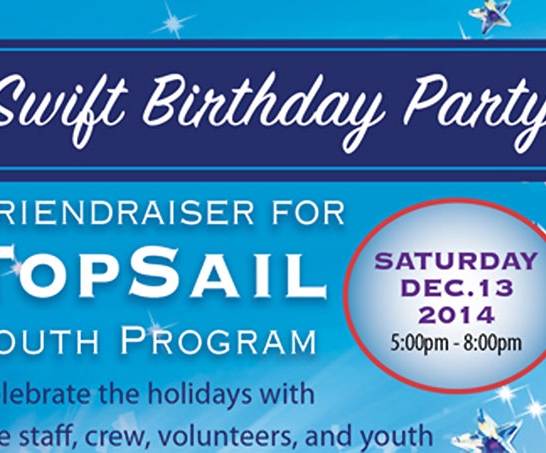 Swift Birthday Party
RIENDRAISER FOR
TOPSAIL
OUTH PROGRAM
SATURDAY
DEC.13
2014
5:00pm - 8:00pm
lebrate the holidays with
e staff, crew, volunteers, and youth